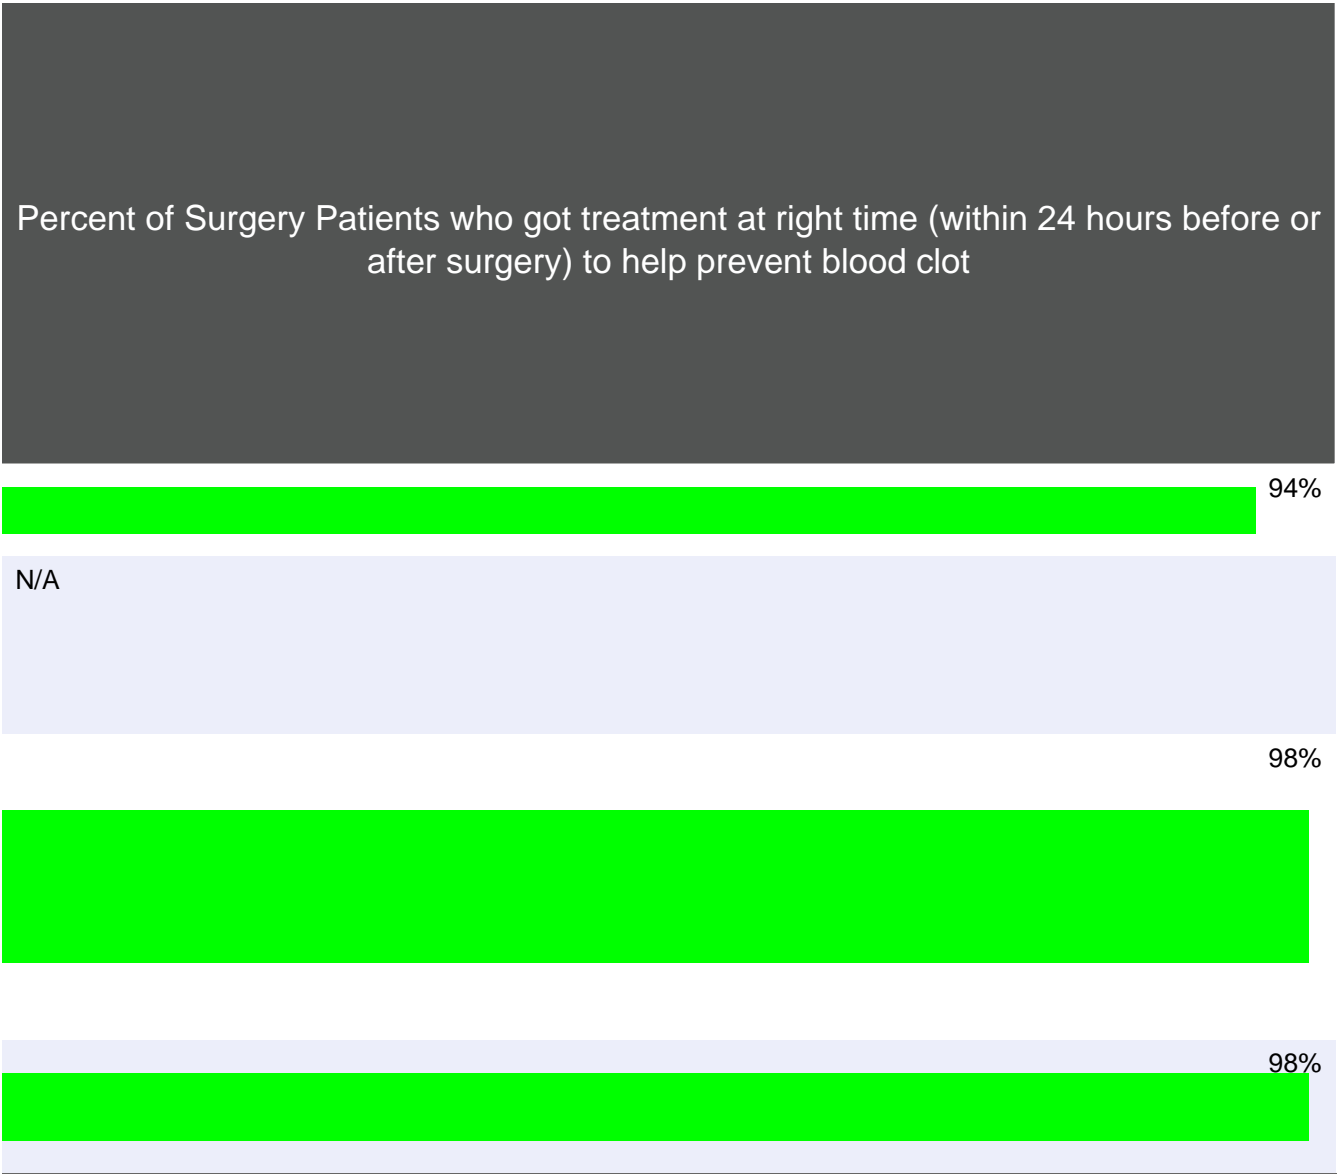 Percent of Surgery Patients who got treatment at right time (within 24 hours before or
after surgery) to help prevent blood clot
94%
N/A
98%
98%